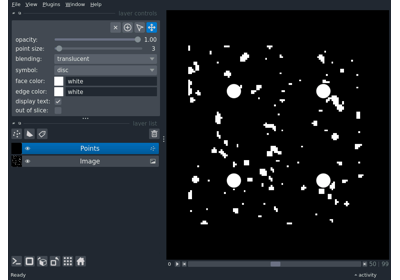 File View Plugins Window Help
layer controls
opacity: 1.00
point size: 3
blending: translucent
symbol: disc
face color: white
edge color: white
display text:
out of slice:
layer list
Points
Image
Ready
50 99
activity